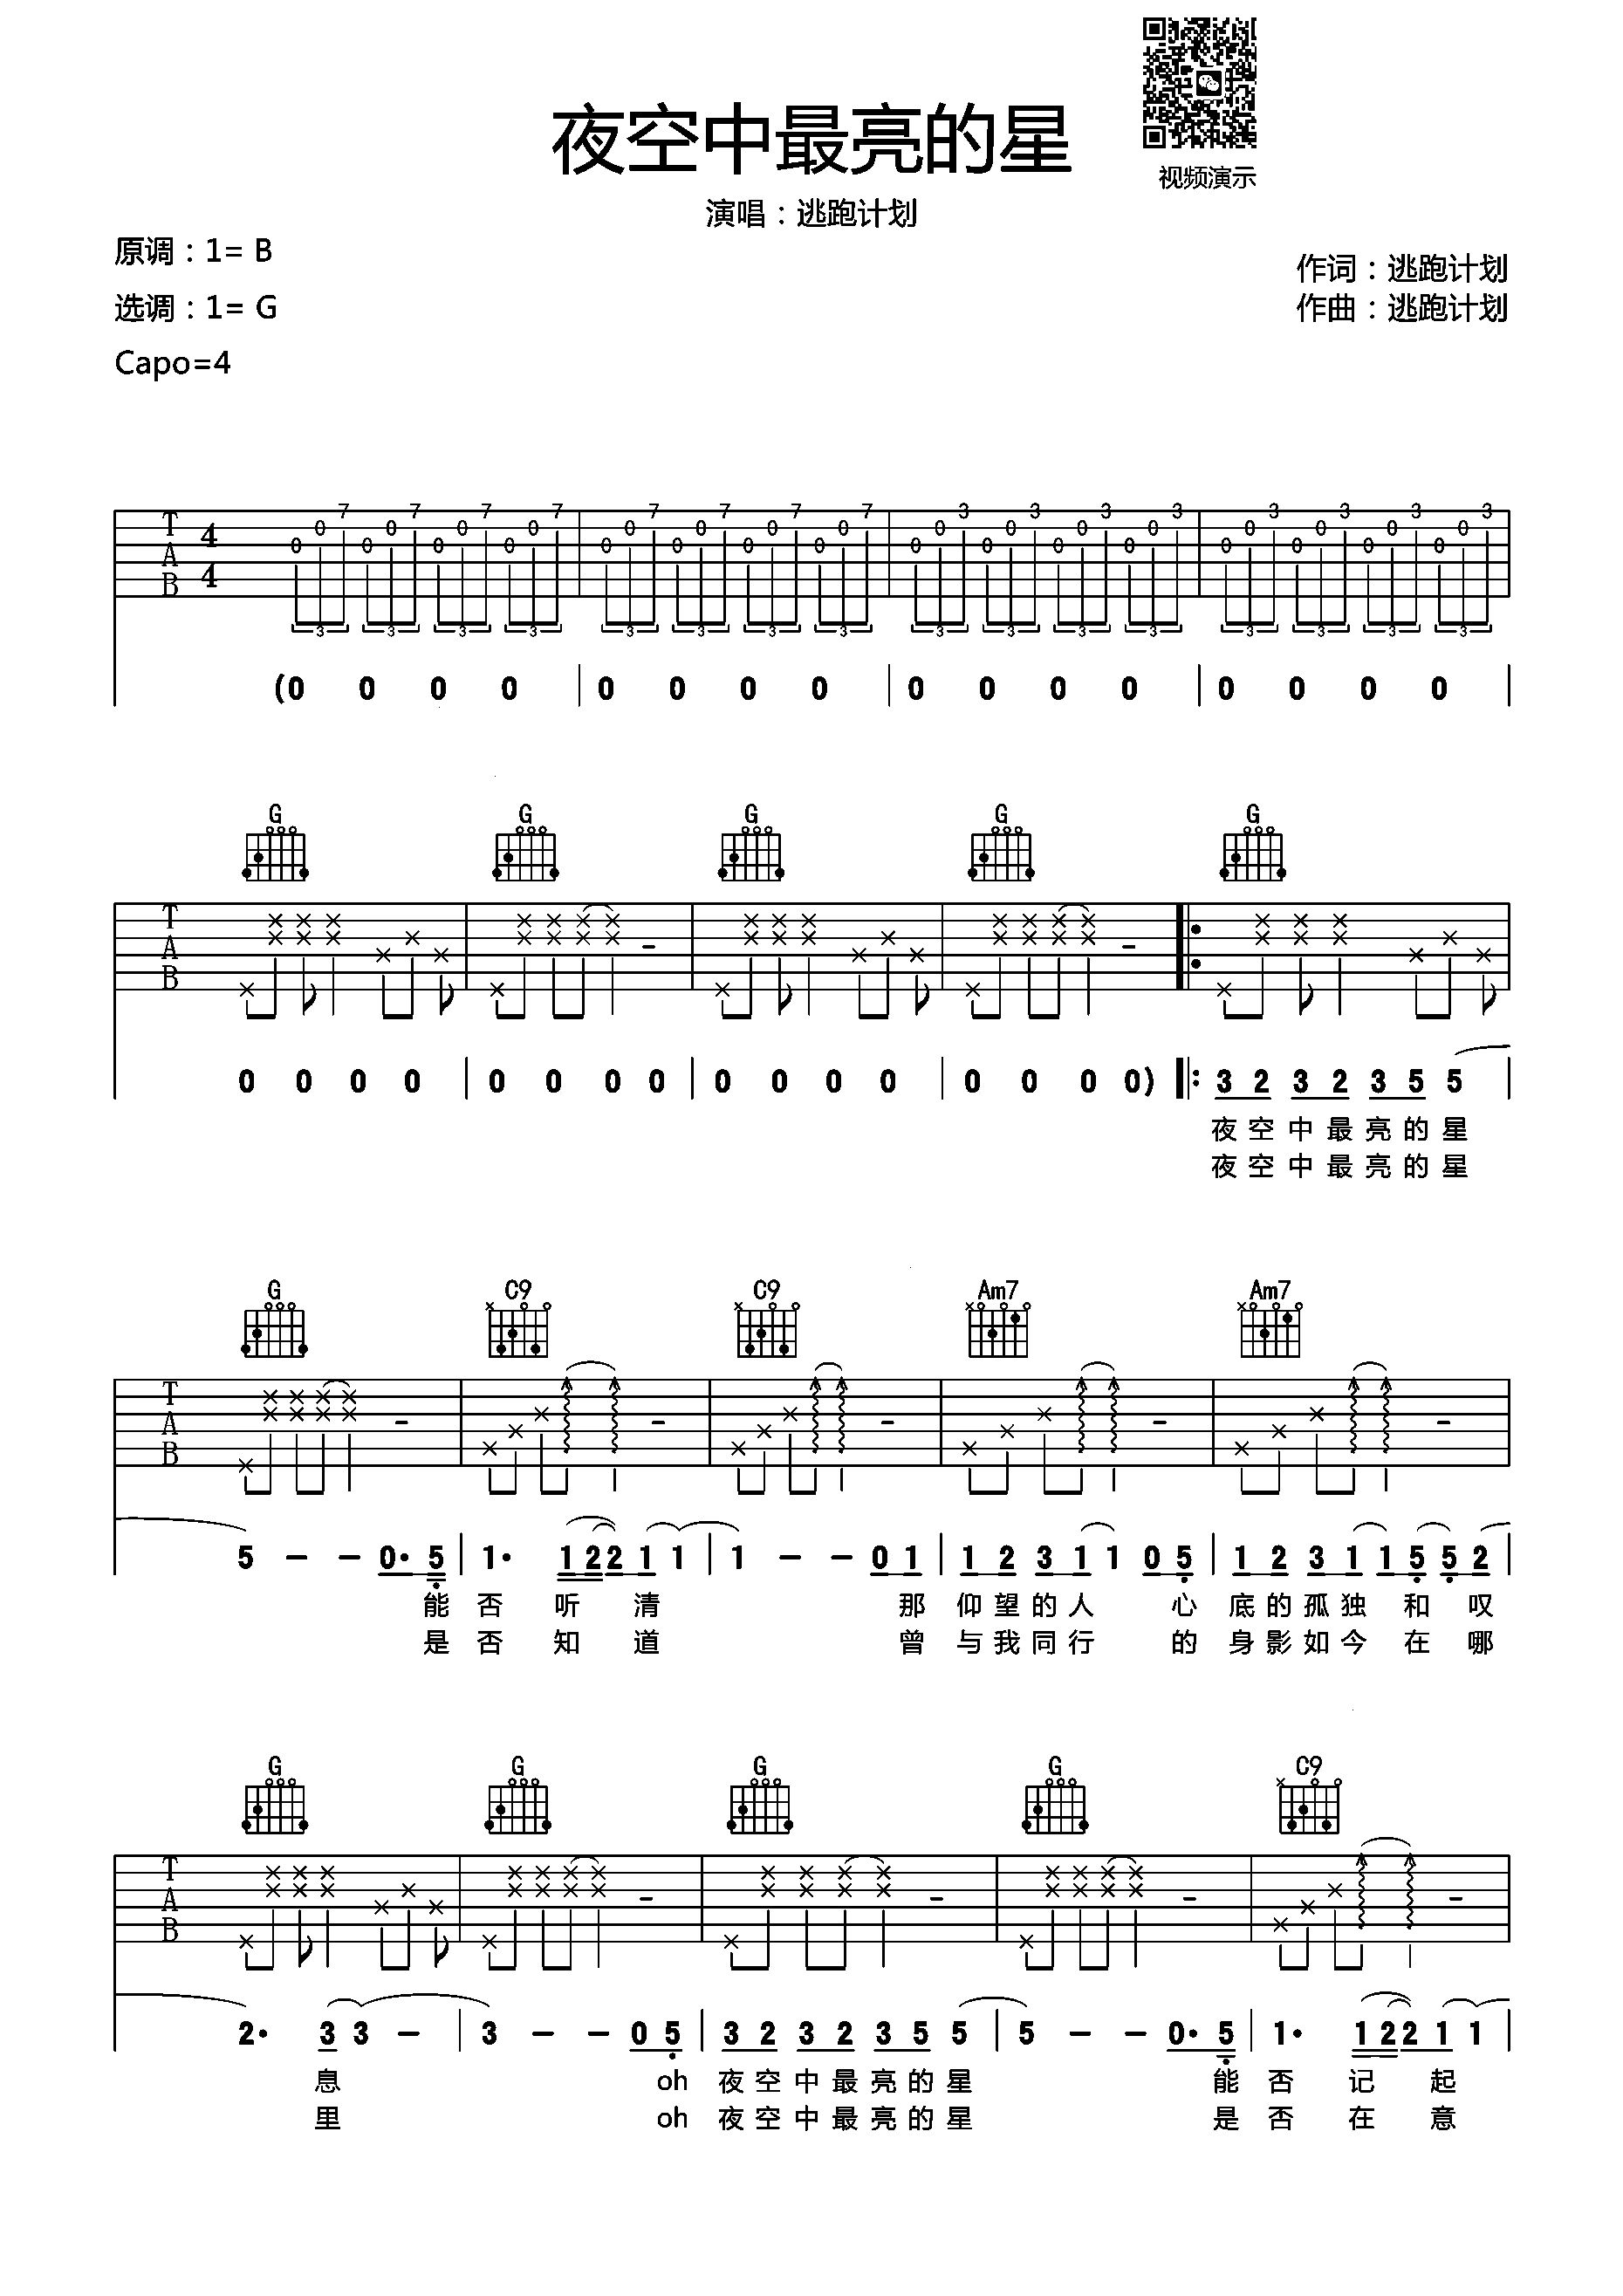 夜空中最亮的星
视频演示
演唱：逃跑计划
原调：1= B
选调：1= G
Capo=4
作词：逃跑计划
作曲：逃跑计划
T A B 4 4 0 0 7 0 0 7 0 0 7 0 0 7 0 0 7 0 0 7 0 0 7 0 0 7 0 0 3 0 0 3 0 0 3 0 0 3 0 0 3 0 0 3 0 0 3 0 0 3
3 3 3 3 3 3 3 3 3 3 3 3 3 3 3 3
(0 0 0 0 | 0 0 0 0 | 0 0 0 0 | 0 0 0 0 |
G G G G G
T A B
0 0 0 0 | 0 0 0 0 | 0 0 0 0 | 0 0 0 0) |: 3 2 3 2 3 5 5 |
夜空中最亮的星
夜空中最亮的星
G C9 C9 Am7 Am7
T A B
5 - - 0· 5 | 1· 1 2 2 1 1 | 1 - - 0 1 | 1 2 3 1 1 0 5 | 1 2 3 1 1 5 5 2 |
能 否 听 清 那 仰 望 的 人 心 底 的 孤 独 和 叹
是 否 知 道 曾 与 我 同 行 的 身 影 如 今 在 哪
G G G G C9
T A B
2· 3 3 - | 3 - - 0 5 | 3 2 3 2 3 5 5 | 5 - - 0· 5 | 1· 1 2 2 1 1 |
息 oh 夜 空 中 最 亮 的 星 能 否 记 起
里 oh 夜 空 中 最 亮 的 星 是 否 在 意